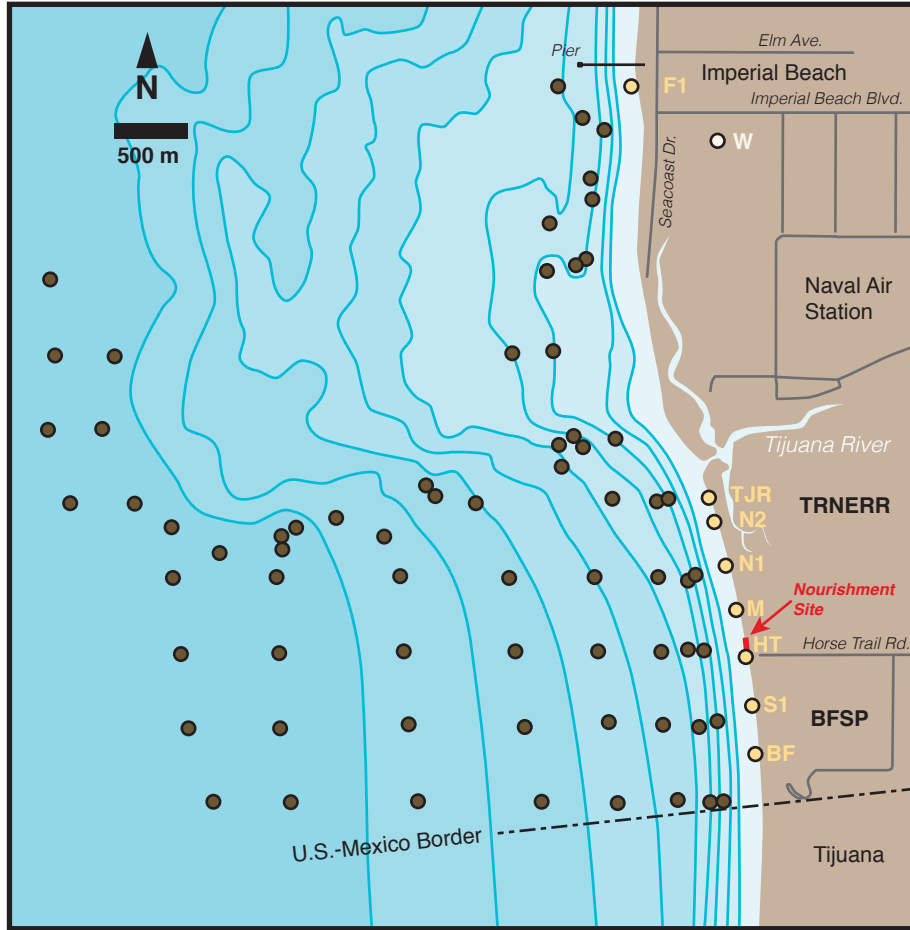 Elm Ave.
Pier
Imperial Beach
F1
Imperial Beach Blvd.
N
500 m
W
Seacoast Dr.
Naval Air
Station
Tijuana River
TJR
TRNERR
N2
N1
Nourishment
Site
M
HT
Horse Trail Rd.
S1
BFSP
BF
U.S.-Mexico Border
Tijuana